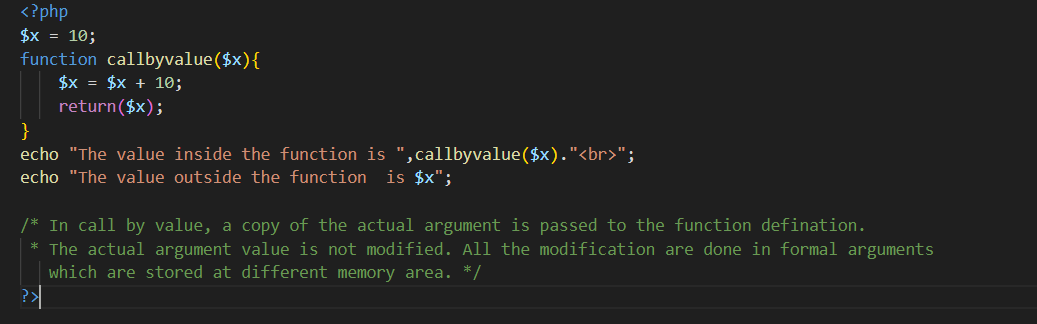 <?php
$x = 10;
function callbyvalue($x){
    $x = $x + 10;
    return($x);
}
echo "The value inside the function is ",callbyvalue($x)."<br>";
echo "The value outside the function  is $x";

/* In call by value, a copy of the actual argument is passed to the function defination.
 * The actual argument value is not modified. All the modification are done in formal arguments
   which are stored at different memory area. */
?>